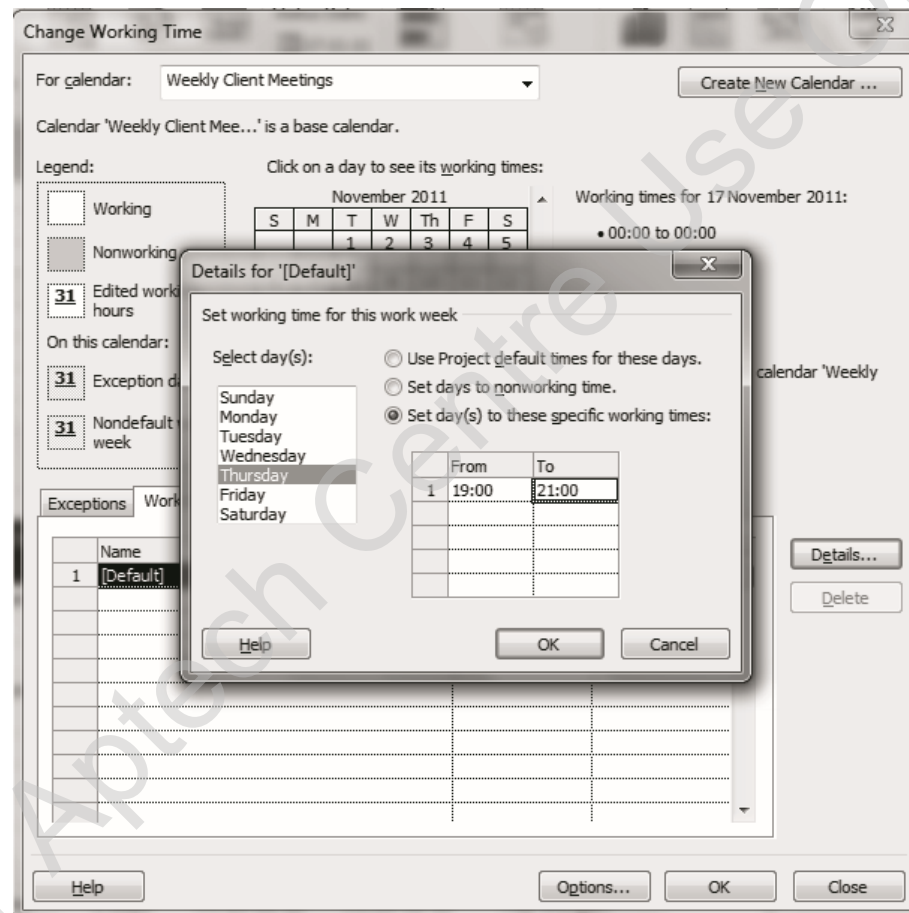 Change Working Time
For calendar: Weekly Client Meetings Create New Calendar ...
Calendar 'Weekly Client Mee...' is a base calendar.
Legend: Click on a day to see its working times:
Working
Nonworking
31 Edited worki
hours
On this calendar:
31 Exception da
31 Nondefault
week
November 2011
S M T W Th F S
1 2 3 4 5
Working times for 17 November 2011:
• 00:00 to 00:00
calendar 'Weekly
Details for '[Default]'
X
Set working time for this work week
Select day(s):
Sunday
Monday
Tuesday
Wednesday
Thursday
Friday
Saturday
Use Project default times for these days.
Set days to nonworking time.
Set day(s) to these specific working times:
From To
1 19:00 21:00
Help OK Cancel
Exceptions Work
Name
1 [Default]
Details...
Delete
Help Options... OK Close
Aptech Centre Use